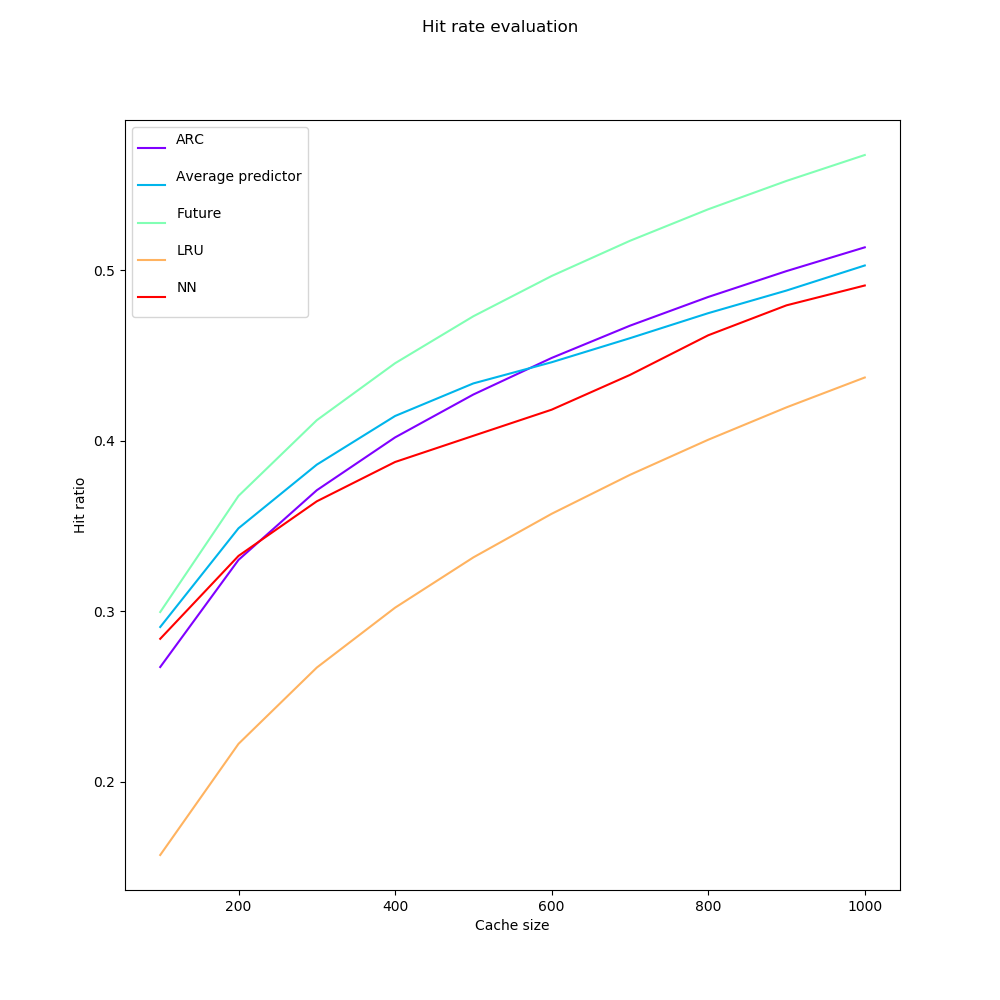 Hit rate evaluation
ARC
Average predictor
Future
LRU
NN
0.5
0.4
0.3
0.2
Hit ratio
200 400 600 800 1000
Cache size